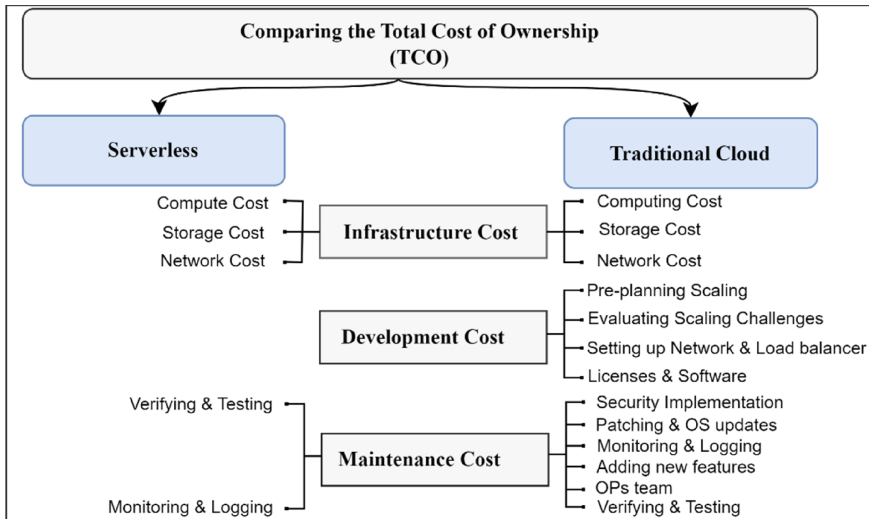 Comparing the Total Cost of Ownership
(TCO)
Serverless
Traditional Cloud
Compute Cost
Storage Cost
Network Cost
Infrastructure Cost
Computing Cost
Storage Cost
Network Cost
Development Cost
Pre-planning Scaling
Evaluating Scaling Challenges
Setting up Network & Load balancer
Licenses & Software
Verifying & Testing
Monitoring & Logging
Maintenance Cost
Security Implementation
Patching & OS updates
Monitoring & Logging
Adding new features
OPs team
Verifying & Testing